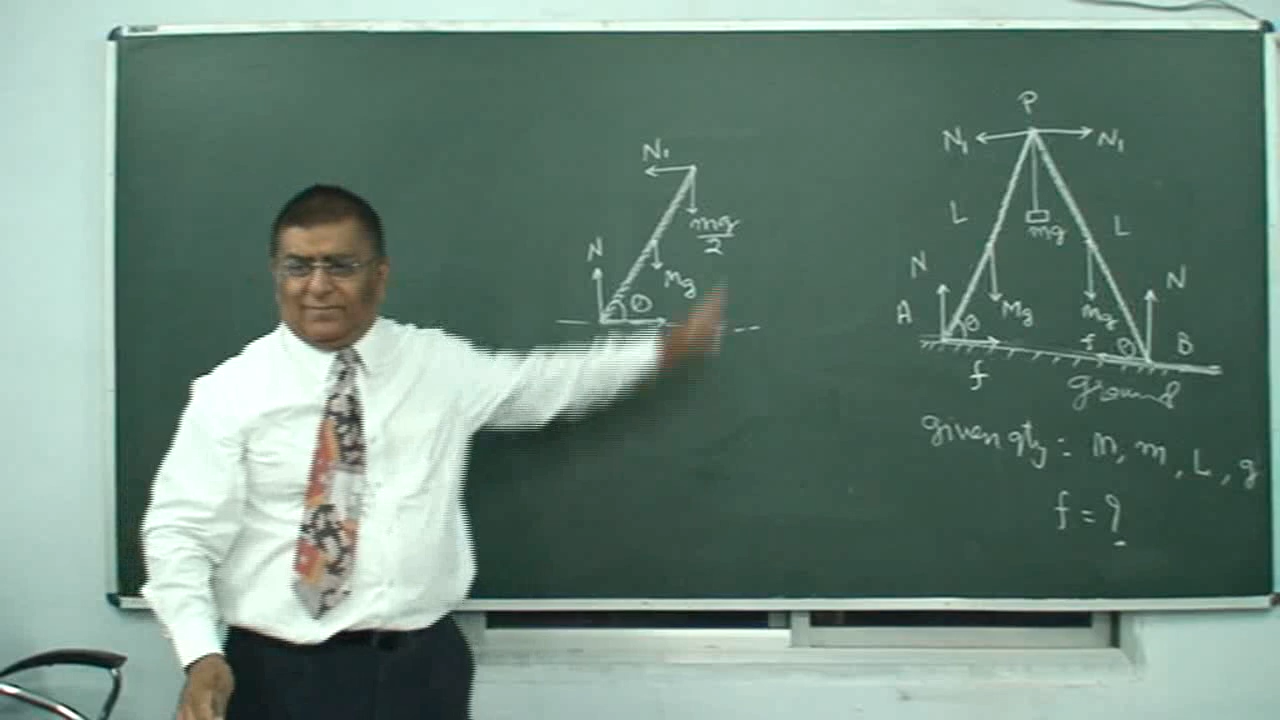 N₁
mg
2
N
Mg
θ
P
N₁ N₁
L L
mg
N N
A Mg Mg B
θ f θ
f ground
given qty = M, m, L, g
f = ?